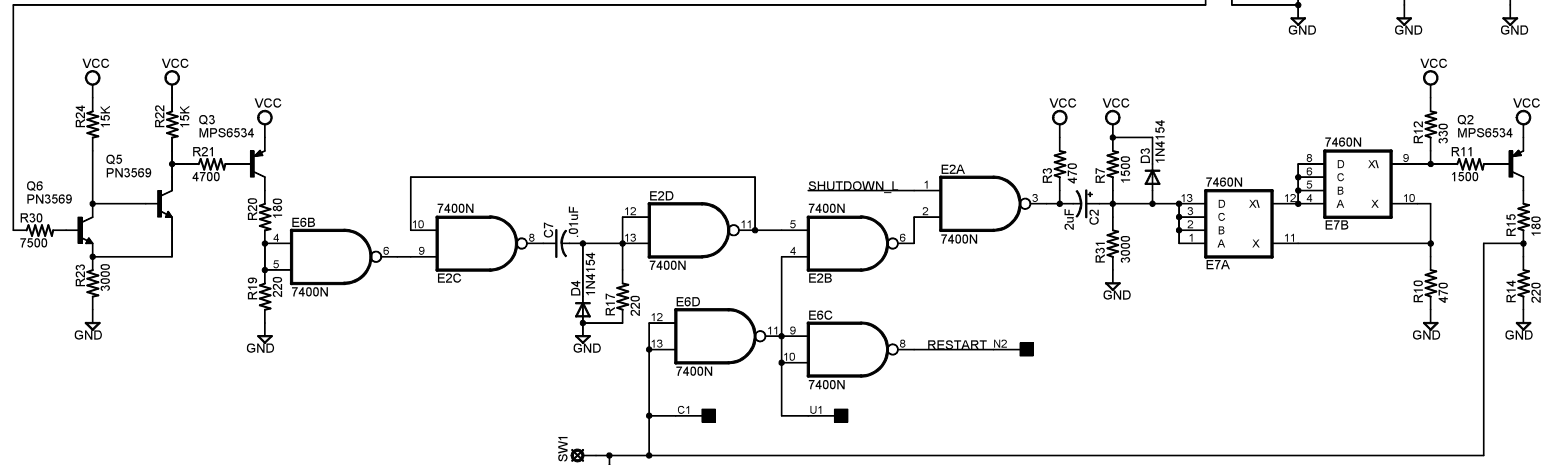 GND GND GND
VCC VCC VCC VCC VCC VCC VCC
R24 15K
R22 15K
Q3
MPS6534
Q5
PN3569
R21
4700
Q6
PN3569
R30
7500
R23 3000
GND
R20 180
R19 220
GND
E6B
4
5
6
7400N
7400N
10
9
8
E2C
C7 .01uF
D4 1N4154
R17 220
GND
E2D
12
13
11
7400N
SHUTDOWN_L
7400N
5
4
6
E2B
E2A
1
2
3
7400N
E6D
12
13
11
7400N
E6C
9
10
8
7400N
RESTART N2
C1
U1
SW1
R3 470
2uF C2
+
R7 1500
D3 1N4154
R31 3000
GND
7460N
13 D X\ 12
3 C
2 B
1 A X 11
E7A
7460N
8 D X\ 9
6 C
5 B
4 A X 10
E7B
R12 330
Q2
MPS6534
R11
1500
R15 180
R10 470
R14 220
GND GND